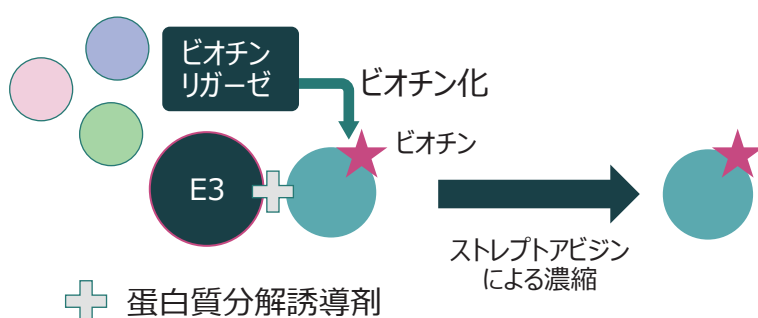 ビオチン
リガーゼ
ビオチン化
ビオチン
E3
ストレプトアビジン
による濃縮
蛋白質分解誘導剤